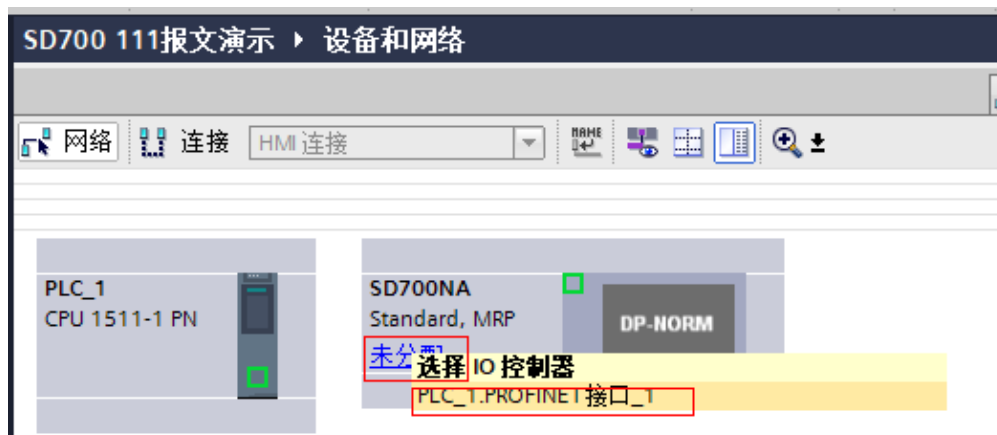 SD700 111报文演示 ▸ 设备和网络
网络 连接 HMI 连接 NAME
PLC_1
CPU 1511-1 PN
SD700NA
Standard, MRP
DP-NORM
未分配
选择 IO 控制器
PLC_1.PROFINET接口_1